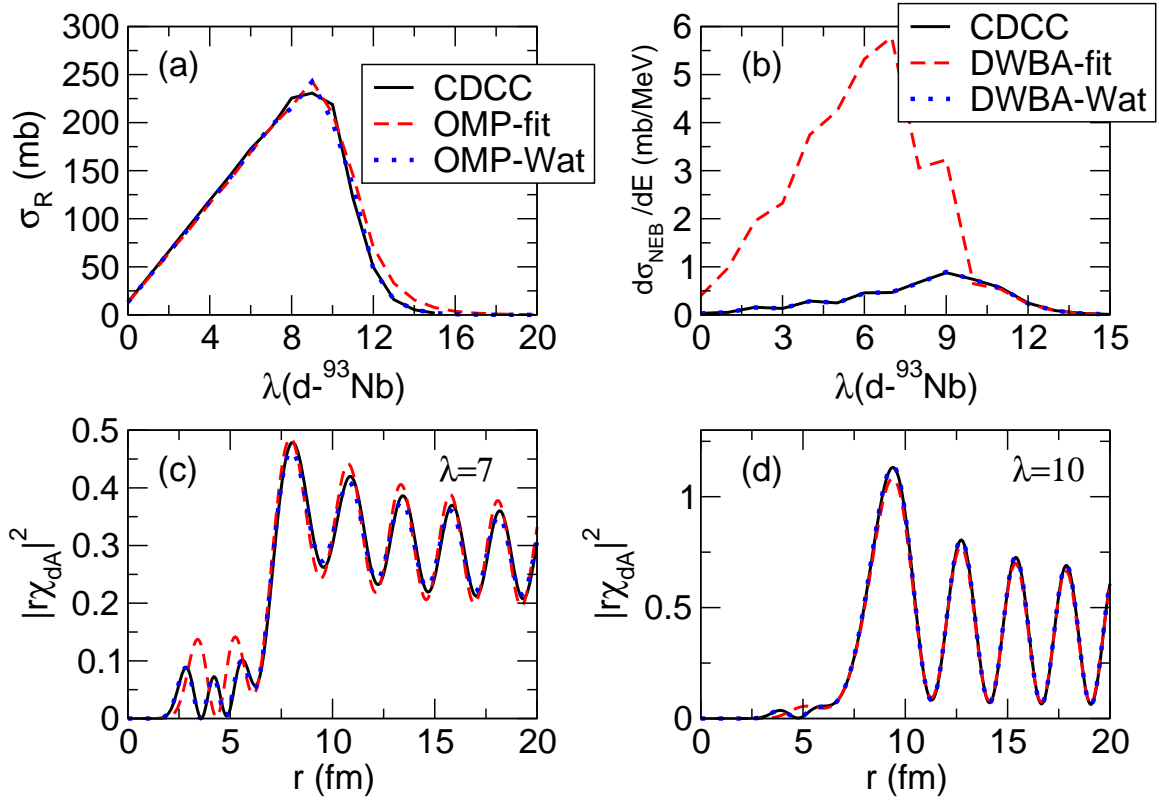 300
250
200
150
100
50
0
σR (mb)
(a)
CDCC
OMP-fit
OMP-Wat
0 4 8 12 16 20
λ(d-⁹³Nb)
6
5
4
3
2
1
0
dσNEB/dE (mb/MeV)
(b)
CDCC
DWBA-fit
DWBA-Wat
0 3 6 9 12 15
λ(d-⁹³Nb)
0.5
0.4
0.3
0.2
0.1
0
|rχdA|²
(c)
λ=7
0 5 10 15 20
r (fm)
1
0.5
0
|rχdA|²
(d)
λ=10
0 5 10 15 20
r (fm)